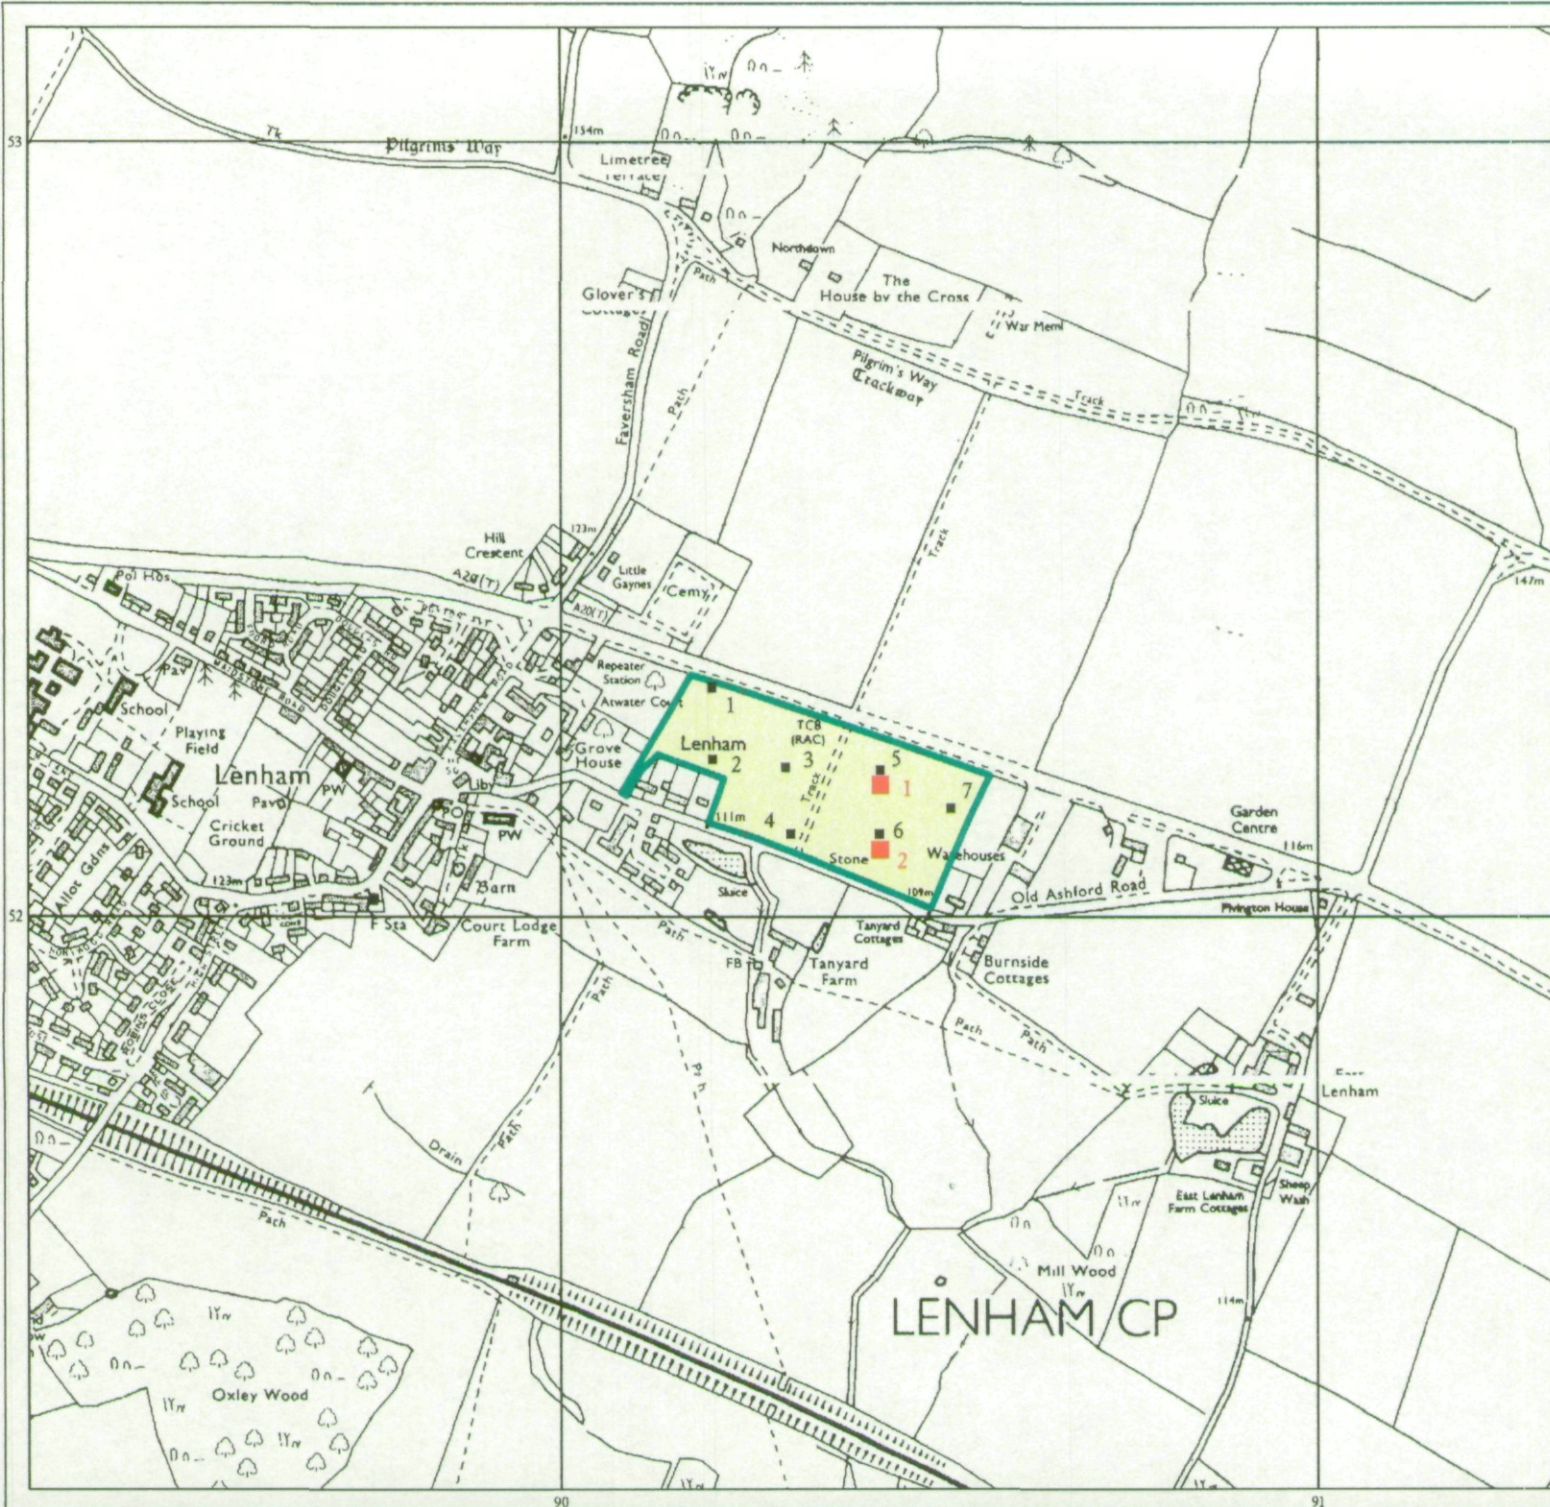 53
Tk
Pilgrims' Way
154m
Limetree
Terrace
Northdown
Path
The
House by the Cross
Glover's
Cottages
War Meml
Faversham Road
Path
Pilgrim's Way
Trackway
Track
Track
Hill
Crescent
123m
A20(T)
Little
Gaynes
Cemy
A20(T)
147m
Pol Hos
Pav
School
Playing
Field
Lenham
School
Pav
PW
Cricket
Ground
Liby
PW
Repeater
Station
Atwater Court
Grove
House
Lenham
1
2
TCB
(RAC)
3
Track
4
5
1
7
6
2
111m
Stone
Warehouses
109m
Garden
Centre
116m
Old Ashford Road
Pivington House
Allot Gdns
123m
Barn
F Sta
52
Court Lodge
Farm
Sluice
Path
FB
Tanyard
Cottages
Tanyard
Farm
Burnside
Cottages
Path
Path
Path
Path
Path
East
Lenham
Sluice
Drain
Path
East Lenham
Farm Cottages
Sheep
Wash
Mill Wood
114m
LENHAM CP
Oxley Wood
90
91